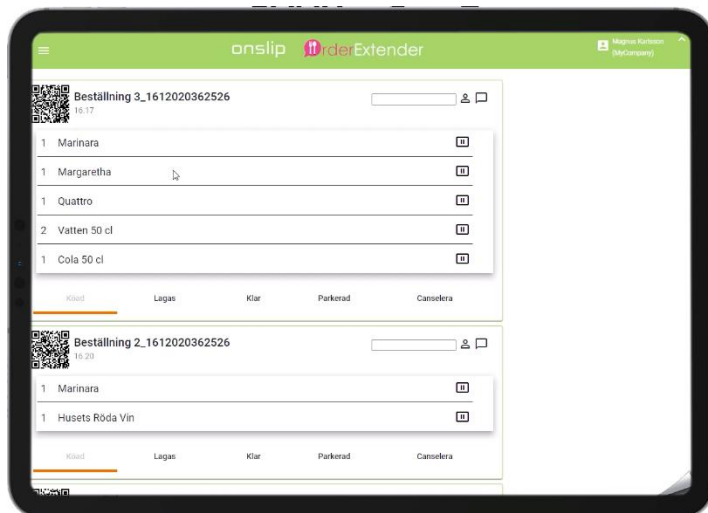 onslip OrderExtender
Magnus Karlsson
(MyCompany)
Beställning 3_1612020362526
16.17
1 Marinara
1 Margaretha
1 Quattro
2 Vatten 50 cl
1 Cola 50 cl
Köad Lagas Klar Parkerad Canselera
Beställning 2_1612020362526
16.20
1 Marinara
1 Husets Röda Vin
Köad Lagas Klar Parkerad Canselera